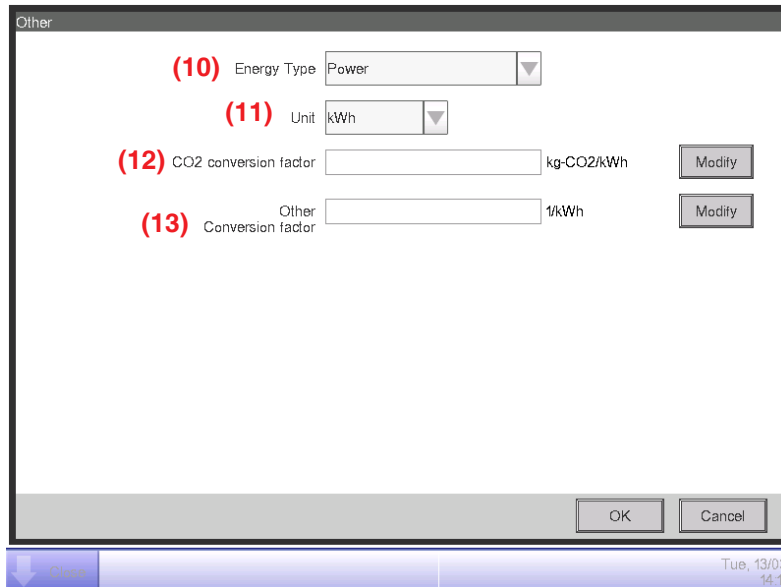 Other
(10) Energy Type Power
(11) Unit kWh
(12) CO2 conversion factor kg-CO2/kWh Modify
(13) Other Conversion factor 1/kWh Modify
OK Cancel
Tue, 13/0
14:1